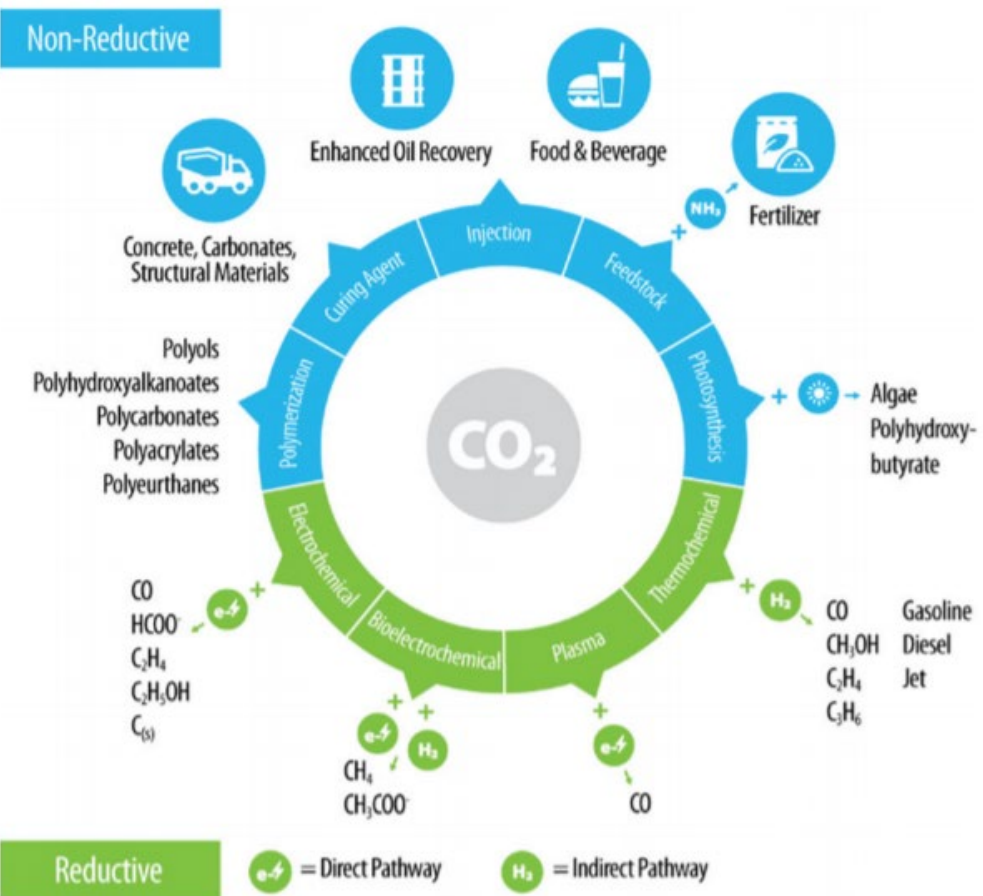 Non-Reductive
Enhanced Oil Recovery
Food & Beverage
NH₃
Fertilizer
Concrete, Carbonates,
Structural Materials
Injection
Curing Agent
Feedstock
Polymerization
Photosynthesis
Polyols
Polyhydroxyalkanoates
Polycarbonates
Polyacrylates
Polyeurthanes
+
+
Algae
Polyhydroxy-
butyrate
CO₂
Electrochemical
Bioelectrochemical
Plasma
Thermochemical
+
e-
CO
HCOO⁻
C₂H₄
C₂H₅OH
C₍ₛ₎
+
+
e-
H₂
CH₄
CH₃COO⁻
+
e-
CO
+
H₂
CO Gasoline
CH₃OH Diesel
C₂H₄ Jet
C₃H₆
Reductive
e- = Direct Pathway
H₂ = Indirect Pathway